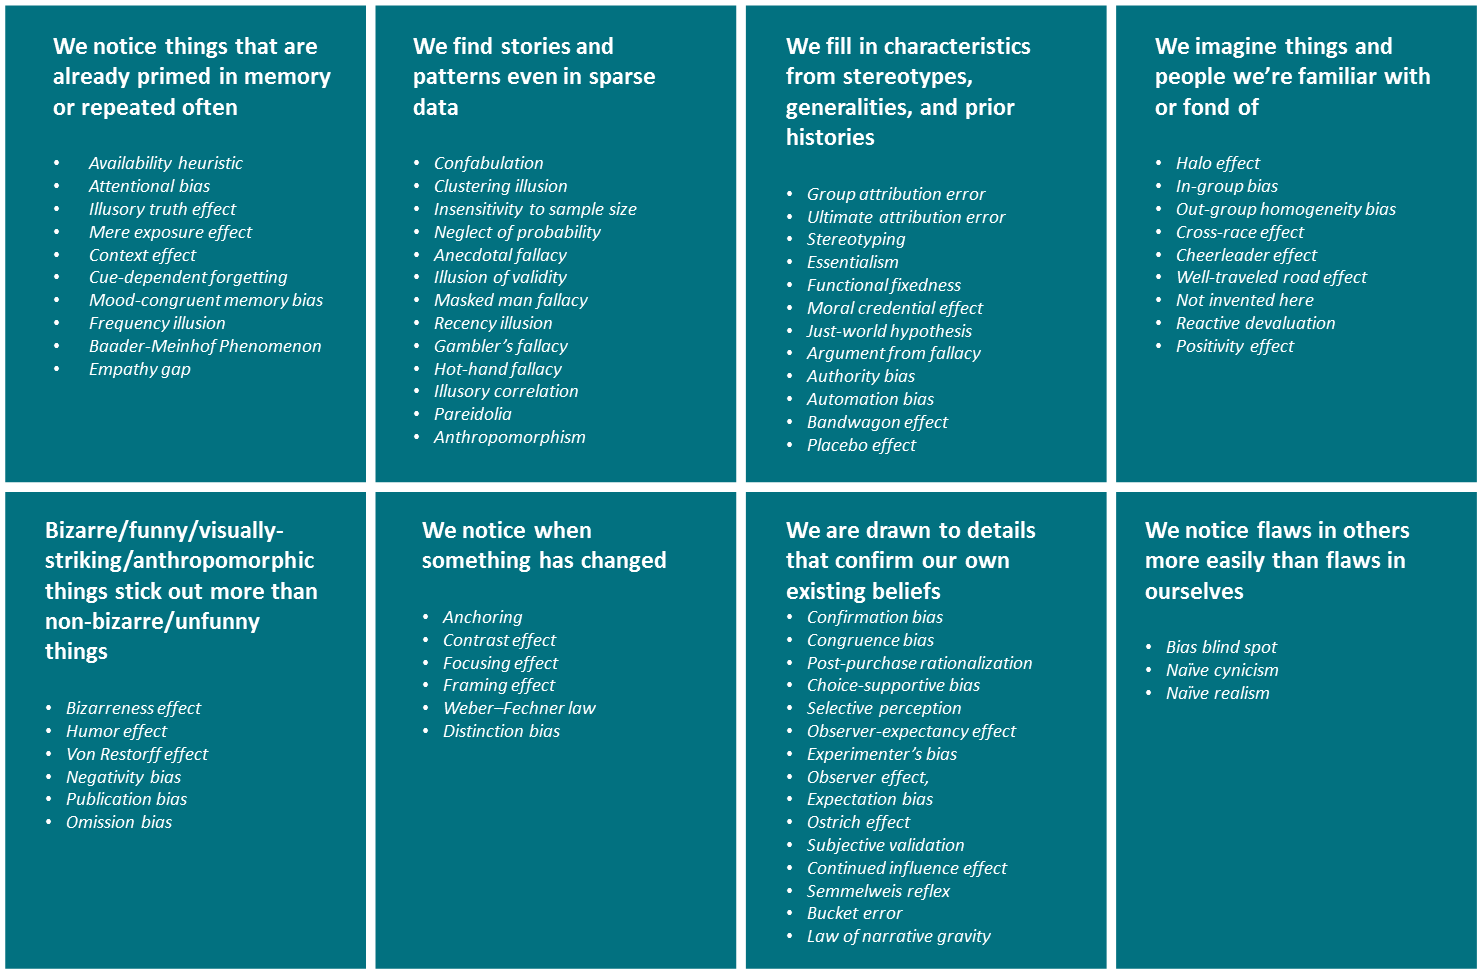 We notice things that are
already primed in memory
or repeated often
• Availability heuristic
• Attentional bias
• Illusory truth effect
• Mere exposure effect
• Context effect
• Cue-dependent forgetting
• Mood-congruent memory bias
• Frequency illusion
• Baader-Meinhof Phenomenon
• Empathy gap
We find stories and
patterns even in sparse
data
• Confabulation
• Clustering illusion
• Insensitivity to sample size
• Neglect of probability
• Anecdotal fallacy
• Illusion of validity
• Masked man fallacy
• Recency illusion
• Gambler’s fallacy
• Hot-hand fallacy
• Illusory correlation
• Pareidolia
• Anthropomorphism
We fill in characteristics
from stereotypes,
generalities, and prior
histories
• Group attribution error
• Ultimate attribution error
• Stereotyping
• Essentialism
• Functional fixedness
• Moral credential effect
• Just-world hypothesis
• Argument from fallacy
• Authority bias
• Automation bias
• Bandwagon effect
• Placebo effect
We imagine things and
people we’re familiar with
or fond of
• Halo effect
• In-group bias
• Out-group homogeneity bias
• Cross-race effect
• Cheerleader effect
• Well-traveled road effect
• Not invented here
• Reactive devaluation
• Positivity effect
Bizarre/funny/visually-
striking/anthropomorphic
things stick out more than
non-bizarre/unfunny
things
• Bizarreness effect
• Humor effect
• Von Restorff effect
• Negativity bias
• Publication bias
• Omission bias
We notice when
something has changed
• Anchoring
• Contrast effect
• Focusing effect
• Framing effect
• Weber–Fechner law
• Distinction bias
We are drawn to details
that confirm our own
existing beliefs
• Confirmation bias
• Congruence bias
• Post-purchase rationalization
• Choice-supportive bias
• Selective perception
• Observer-expectancy effect
• Experimenter’s bias
• Observer effect,
• Expectation bias
• Ostrich effect
• Subjective validation
• Continued influence effect
• Semmelweis reflex
• Bucket error
• Law of narrative gravity
We notice flaws in others
more easily than flaws in
ourselves
• Bias blind spot
• Naïve cynicism
• Naïve realism